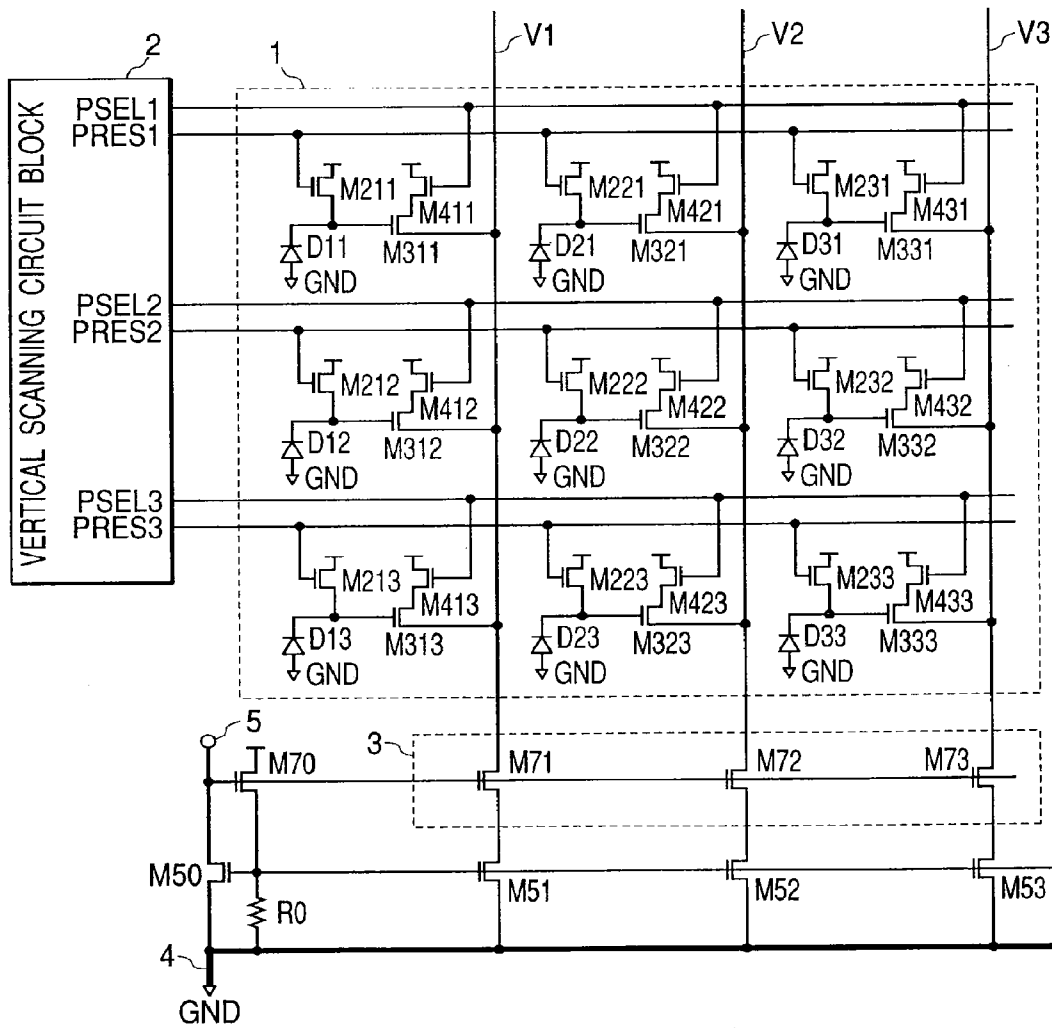 V1
V2
V3
2
1
VERTICAL SCANNING CIRCUIT BLOCK
PSEL1
PRES1
M211
M411
M221
M421
M231
M431
D11
M311
D21
M321
D31
M331
GND
GND
GND
PSEL2
PRES2
M212
M412
M222
M422
M232
M432
D12
M312
D22
M322
D32
M332
GND
GND
GND
PSEL3
PRES3
M213
M413
M223
M423
M233
M433
D13
M313
D23
M323
D33
M333
GND
GND
GND
5
3
M70
M71
M72
M73
M50
M51
M52
M53
R0
4
GND